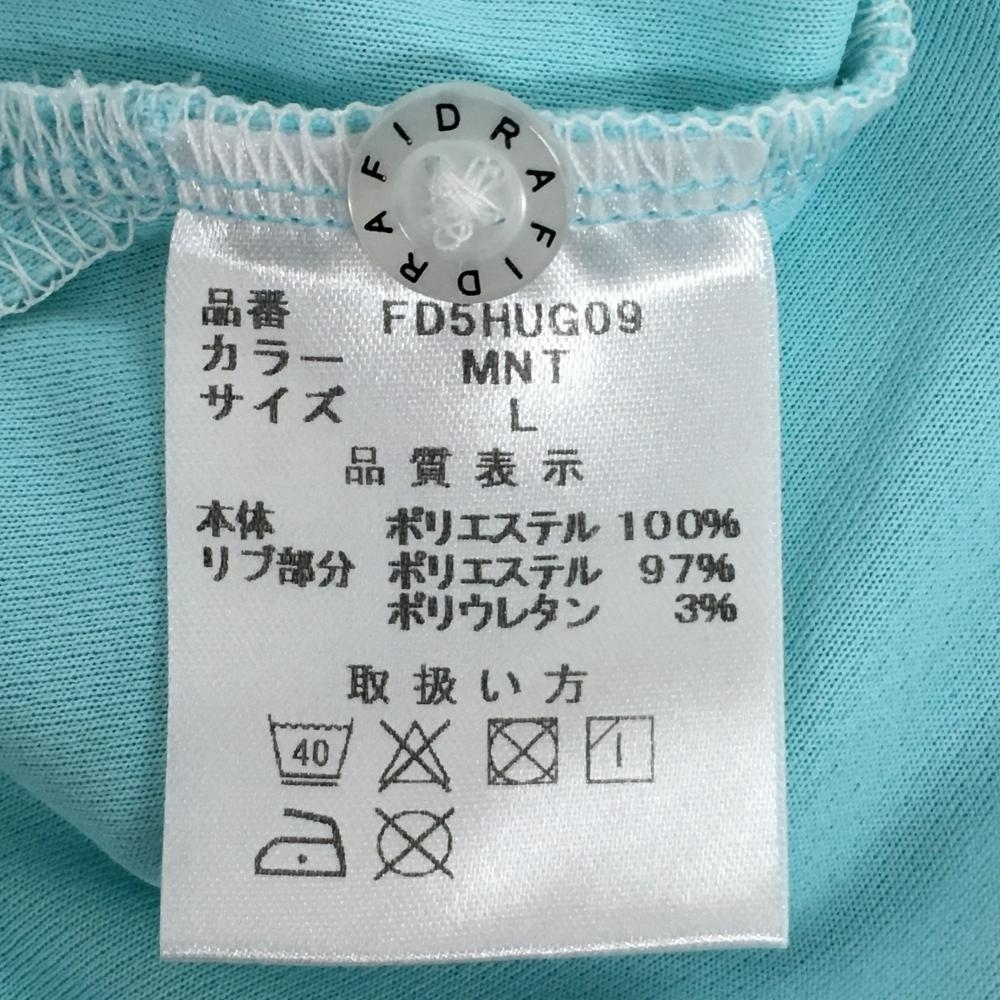 FIDRAFIDRA
品番 FD5HUG09
カラー MNT
サイズ L
品質表示
本体 ポリエステル 100%
リブ部分 ポリエステル 97%
ポリウレタン 3%
取扱い方
40